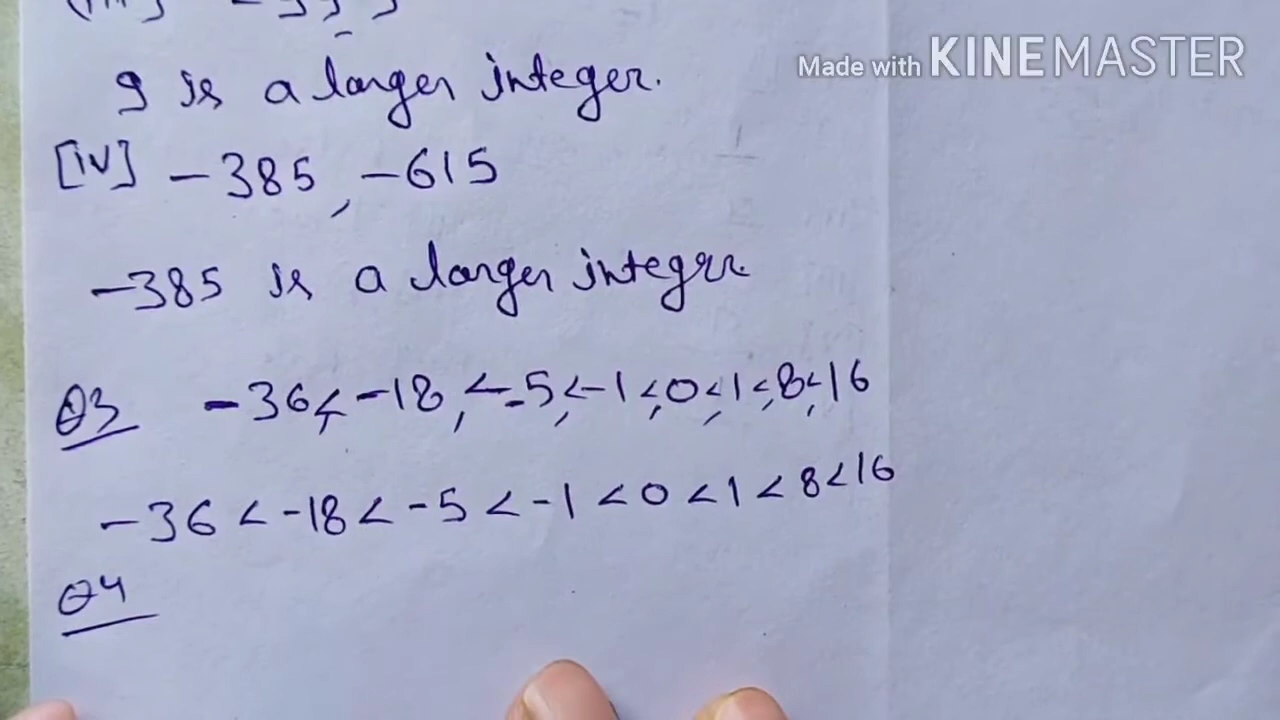 Made with KINEMASTER
9 is a larger integer.
[iv] -385, -615
-385 is a larger integer
Q3 -36 < -18, < -5, < -1 < 0 < 1 < 8 < 16
-36 < -18 < -5 < -1 < 0 < 1 < 8 < 16
Q4